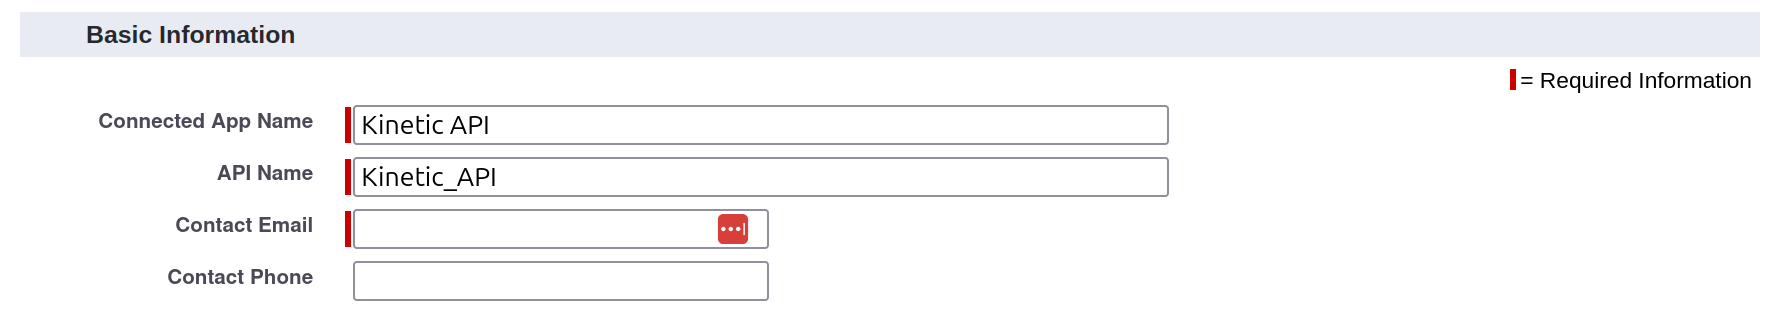 Basic Information
= Required Information
Connected App Name Kinetic API
API Name Kinetic_API
Contact Email
Contact Phone